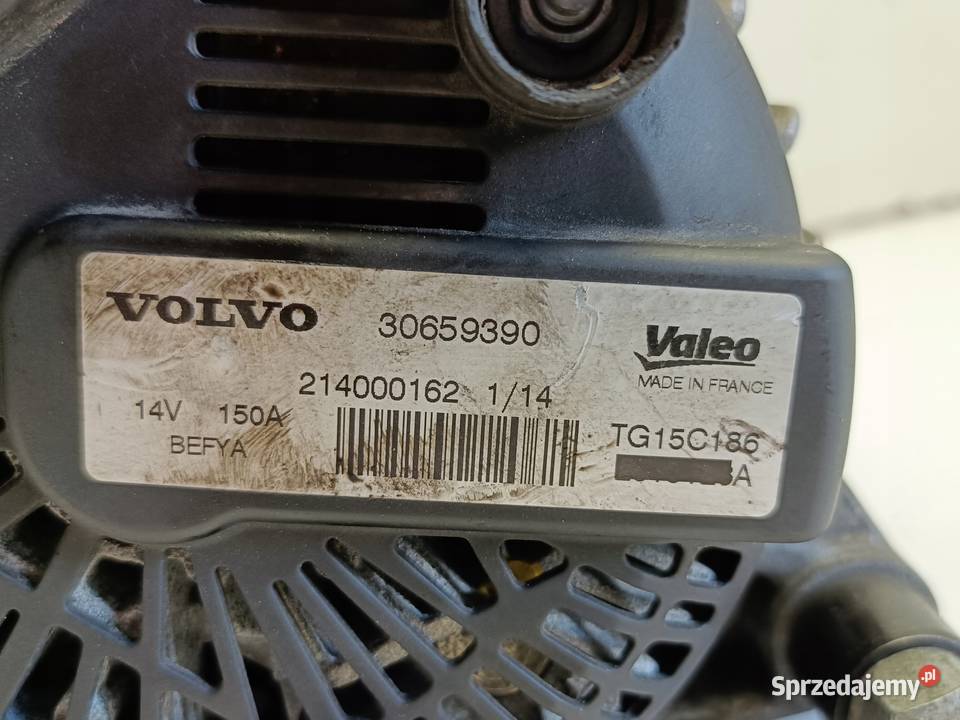 VOLVO 30659390
Valeo
MADE IN FRANCE
214000162 1/14
14V 150A
BEFYA
TG15C186
A
Sprzedajemy.pl